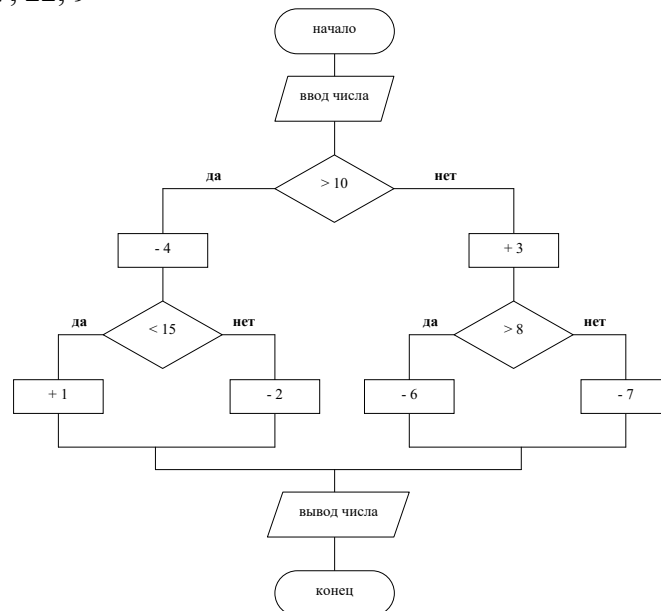 начало
ввод числа
> 10
да
нет
- 4
+ 3
< 15
да
нет
> 8
да
нет
+ 1
- 2
- 6
- 7
вывод числа
конец